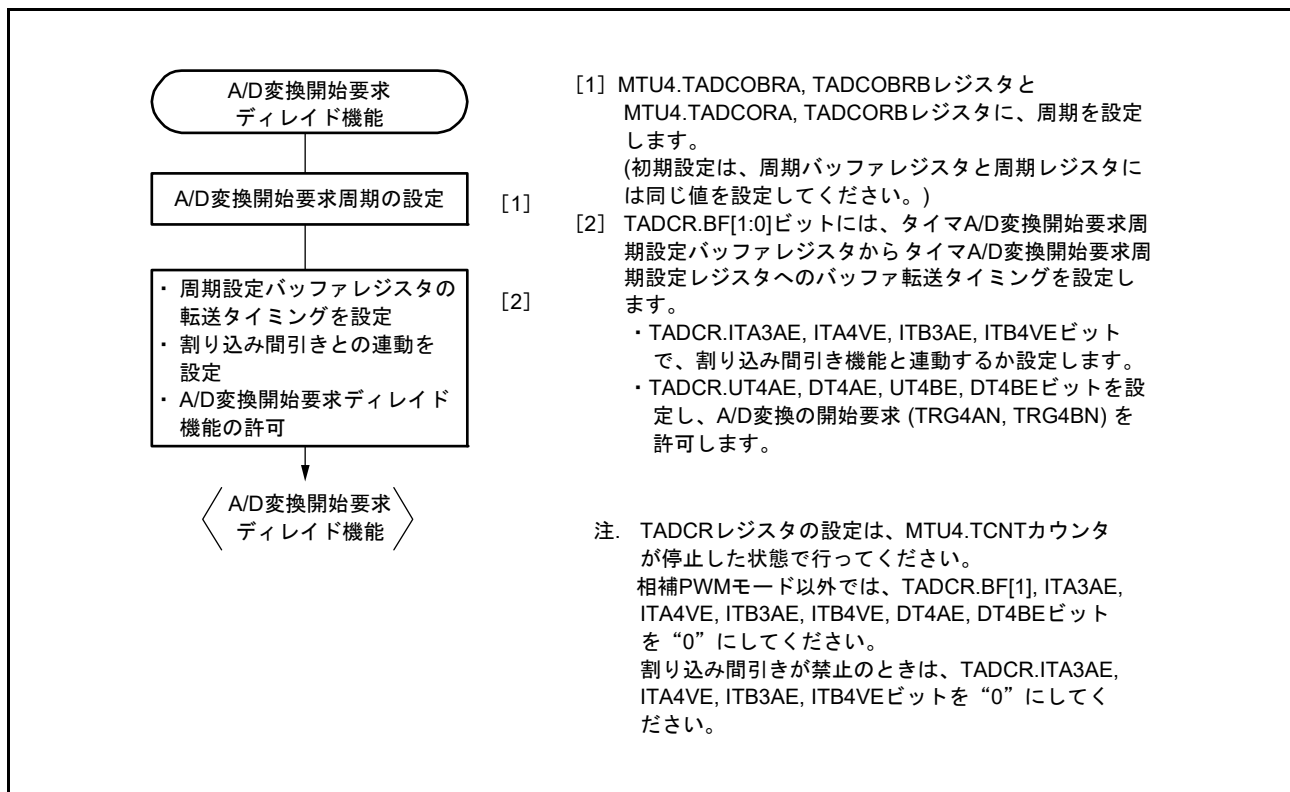 A/D変換開始要求
ディレイド機能
A/D変換開始要求周期の設定
[1]
・ 周期設定バッファレジスタの
転送タイミングを設定
・ 割り込み間引きとの連動を
設定
・ A/D変換開始要求ディレイド
機能の許可
[2]
A/D変換開始要求
ディレイド機能
[1] MTU4.TADCOBRA, TADCOBRBレジスタと
MTU4.TADCORA, TADCORBレジスタに、周期を設定
します。
(初期設定は、周期バッファレジスタと周期レジスタに
は同じ値を設定してください。)
[2] TADCR.BF[1:0]ビットには、タイマA/D変換開始要求周
期設定バッファレジスタから タイマA/D変換開始要求周
期設定レジスタへのバッファ転送タイミングを設定し
ます。
・TADCR.ITA3AE, ITA4VE, ITB3AE, ITB4VEビット
で、割り込み間引き機能と連動するか設定します。
・TADCR.UT4AE, DT4AE, UT4BE, DT4BEビットを設
定し、A/D変換の開始要求 (TRG4AN, TRG4BN) を
許可します。
注. TADCRレジスタの設定は、MTU4.TCNTカウンタ
が停止した状態で行ってください。
相補PWMモード以外では、TADCR.BF[1], ITA3AE,
ITA4VE, ITB3AE, ITB4VE, DT4AE, DT4BEビット
を“0”にしてください。
割り込み間引きが禁止のときは、TADCR.ITA3AE,
ITA4VE, ITB3AE, ITB4VEビットを“0”にしてく
ださい。